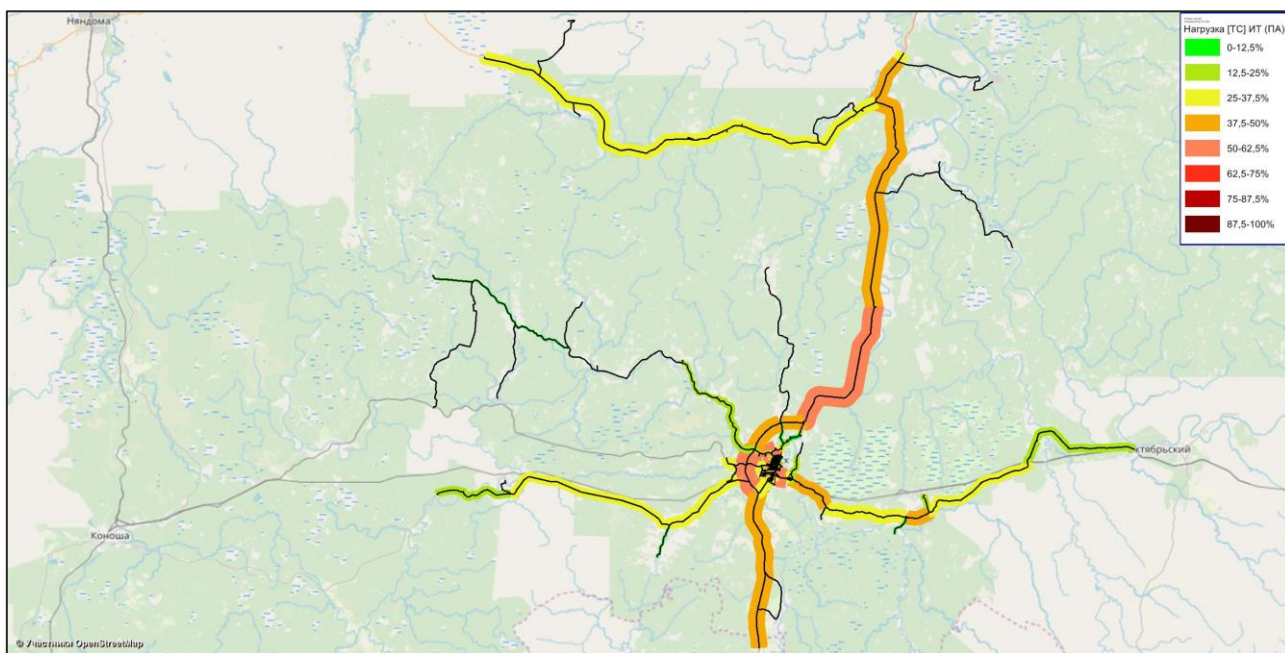 Няндома
Нагрузка [ТС] ИТ (ПА)
0-12,5%
12,5-25%
25-37,5%
37,5-50%
50-62,5%
62,5-75%
75-87,5%
87,5-100%
ктябрьский
Коноша
© Участники OpenStreetMap